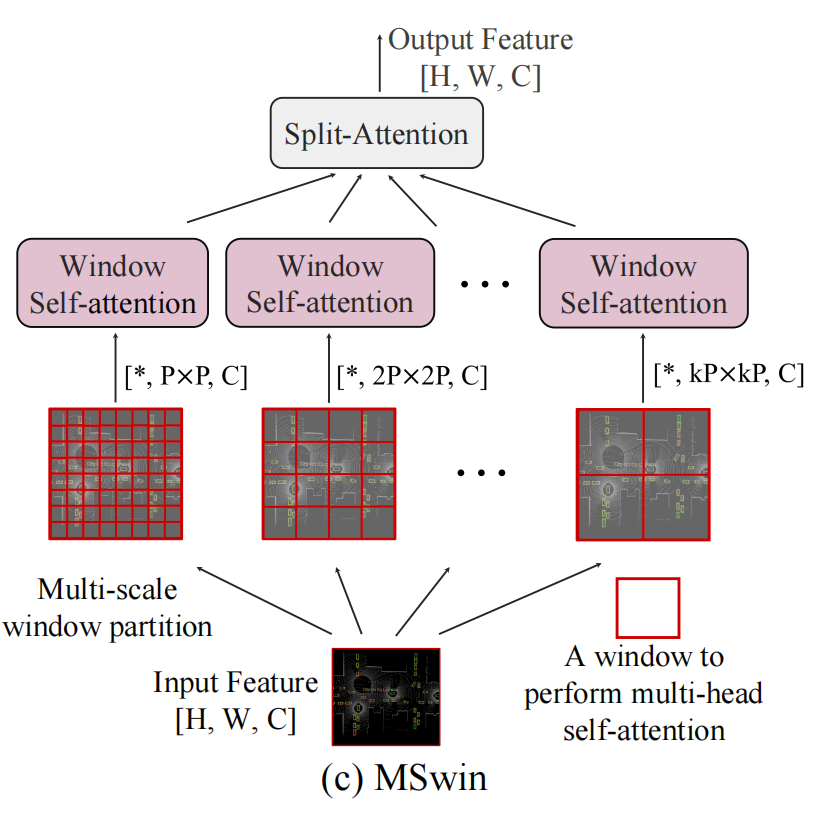 Output Feature
[H, W, C]
Split-Attention
Window
Self-attention
Window
Self-attention
...
Window
Self-attention
[*, P×P, C]
[*, 2P×2P, C]
[*, kP×kP, C]
...
Multi-scale
window partition
Input Feature
[H, W, C]
A window to
perform multi-head
self-attention
(c) MSwin